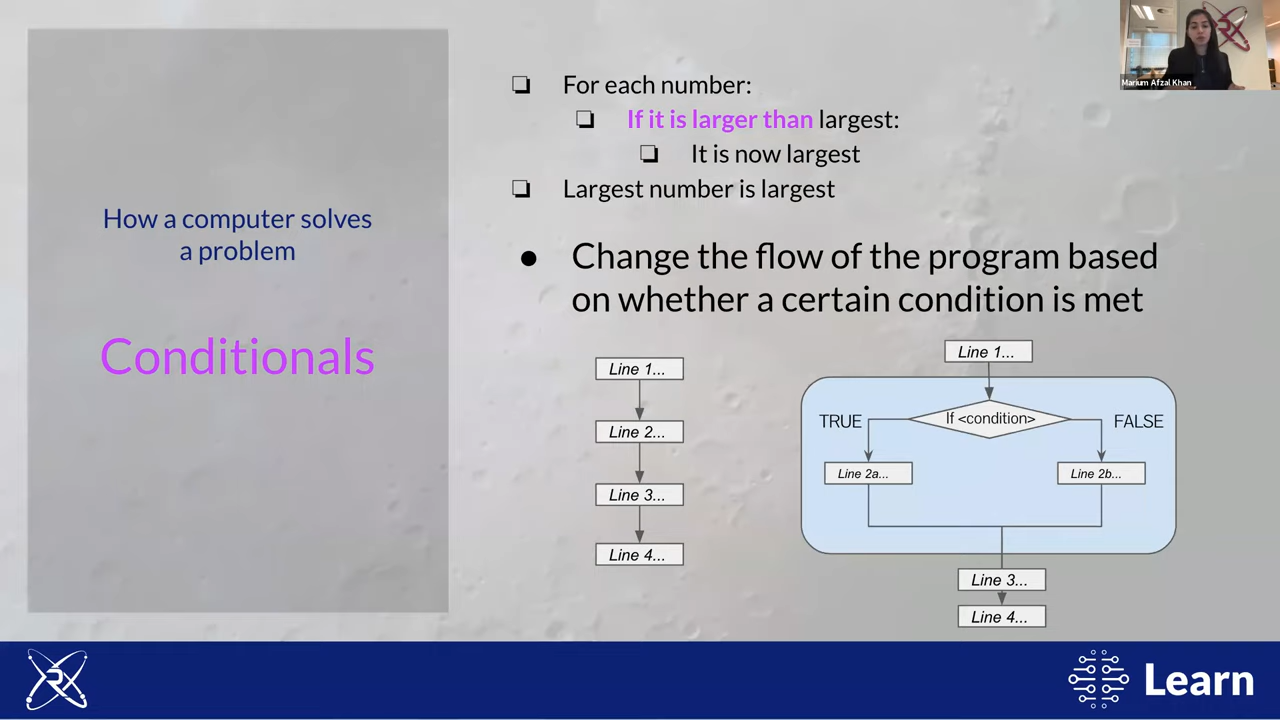 How a computer solves
a problem
Conditionals
For each number:
If it is larger than largest:
It is now largest
Largest number is largest
Change the flow of the program based
on whether a certain condition is met
Line 1...
Line 2...
Line 3...
Line 4...
Line 1...
If <condition>
TRUE
FALSE
Line 2a...
Line 2b...
Line 3...
Line 4...
Marium Afzal Khan
Learn